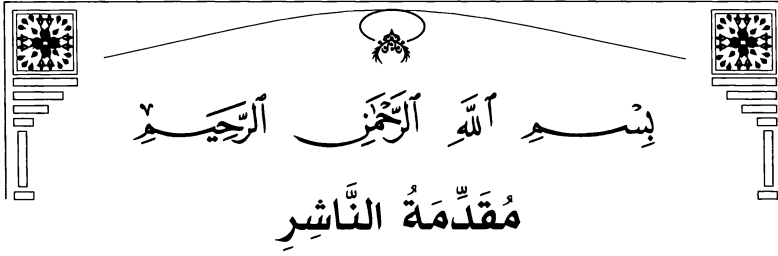 بِسْمِ ٱللَّهِ ٱلرَّحْمَٰنِ ٱلرَّحِيمِ
مُقَدِّمَةُ النَّاشِرِ